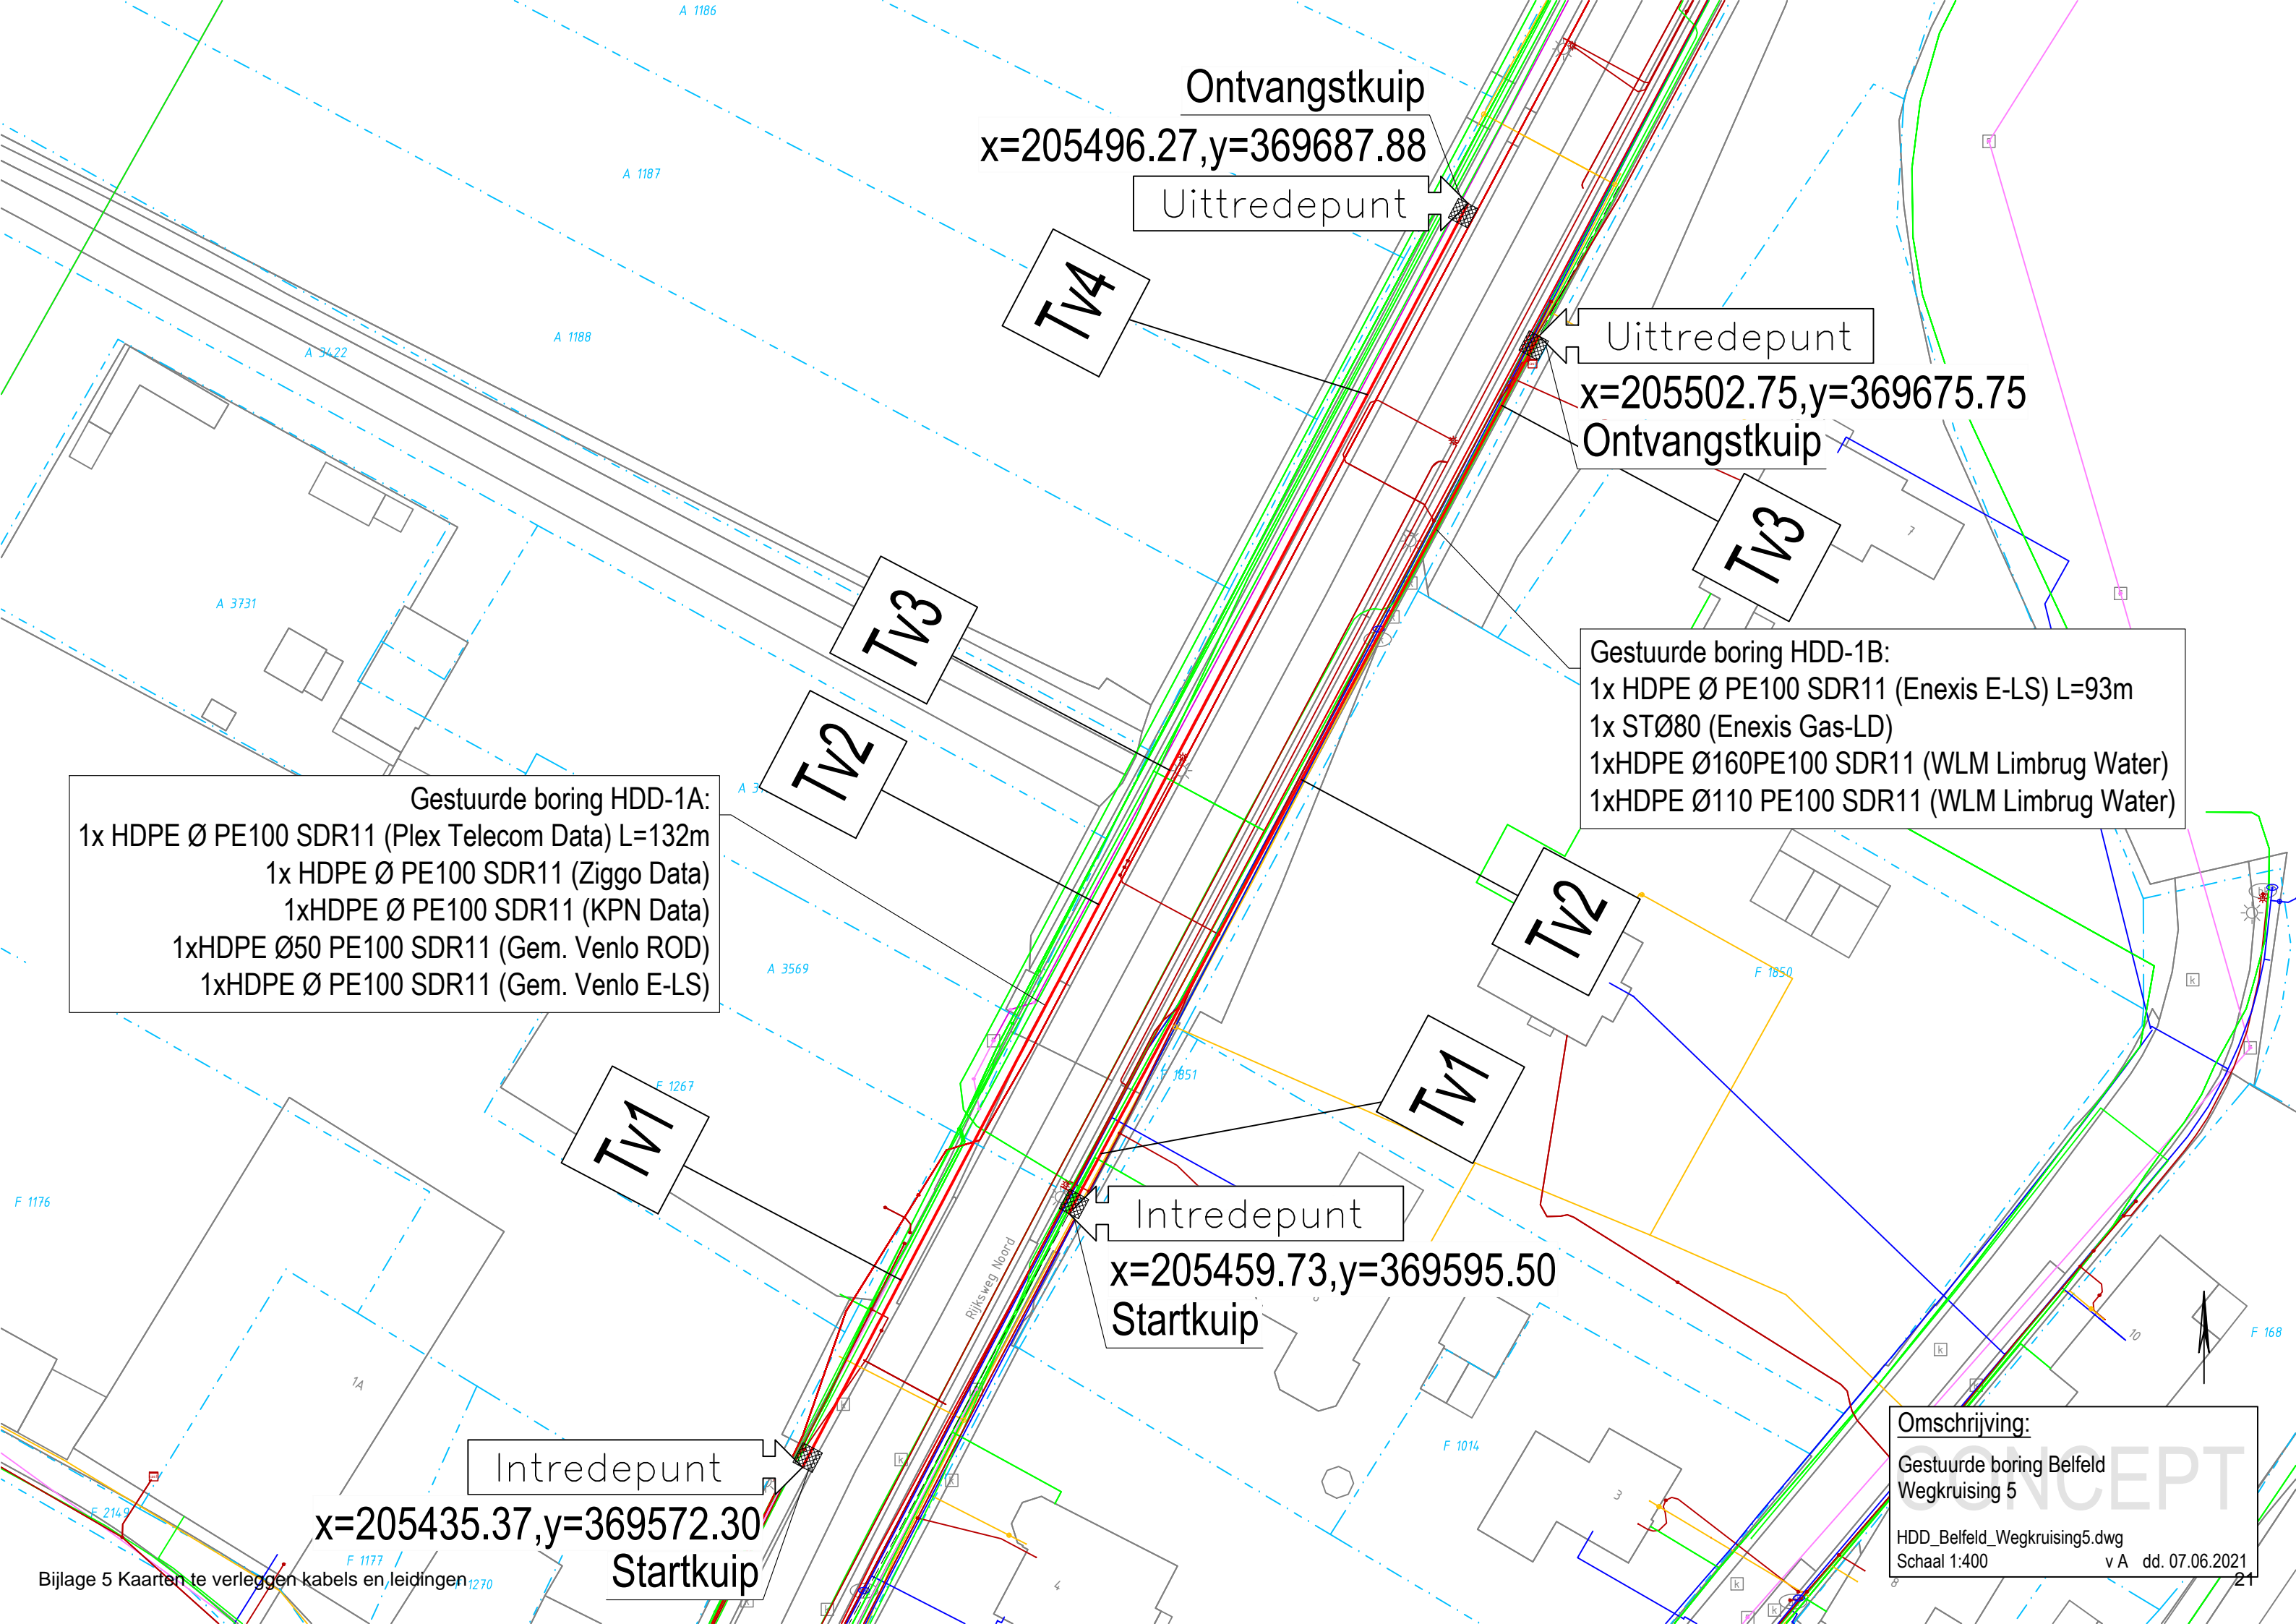 A 1186
Ontvangstkuip
x=205496.27,y=369687.88
Uittredepunt
A 1187
Tv4
A 1188
A 3422
Uittredepunt
x=205502.75,y=369675.75
Ontvangstkuip
Tv3
7
A 3731
Tv3
Tv2
Gestuurde boring HDD-1B:
1x HDPE Ø PE100 SDR11 (Enexis E-LS) L=93m
1x STØ80 (Enexis Gas-LD)
1xHDPE Ø160PE100 SDR11 (WLM Limbrug Water)
1xHDPE Ø110 PE100 SDR11 (WLM Limbrug Water)
Gestuurde boring HDD-1A:
1x HDPE Ø PE100 SDR11 (Plex Telecom Data) L=132m
1x HDPE Ø PE100 SDR11 (Ziggo Data)
1xHDPE Ø PE100 SDR11 (KPN Data)
1xHDPE Ø50 PE100 SDR11 (Gem. Venlo ROD)
1xHDPE Ø PE100 SDR11 (Gem. Venlo E-LS)
Tv2
A 3569
F 1850
k
Tv1
F 1267
F 1851
Tv1
F 1176
Intredepunt
x=205459.73,y=369595.50
Startkuip
Rijksweg Noord
1A
k
k
k
k
10
F 168
F 1014
3
Intredepunt
x=205435.37,y=369572.30
Startkuip
F 2149
F 1177
F 1270
4
k
k
8
Omschrijving:
CONCEPT
Gestuurde boring Belfeld
Wegkruising 5
HDD_Belfeld_Wegkruising5.dwg
Schaal 1:400 v A dd. 07.06.2021
Bijlage 5 Kaarten te verleggen kabels en leidingen
21